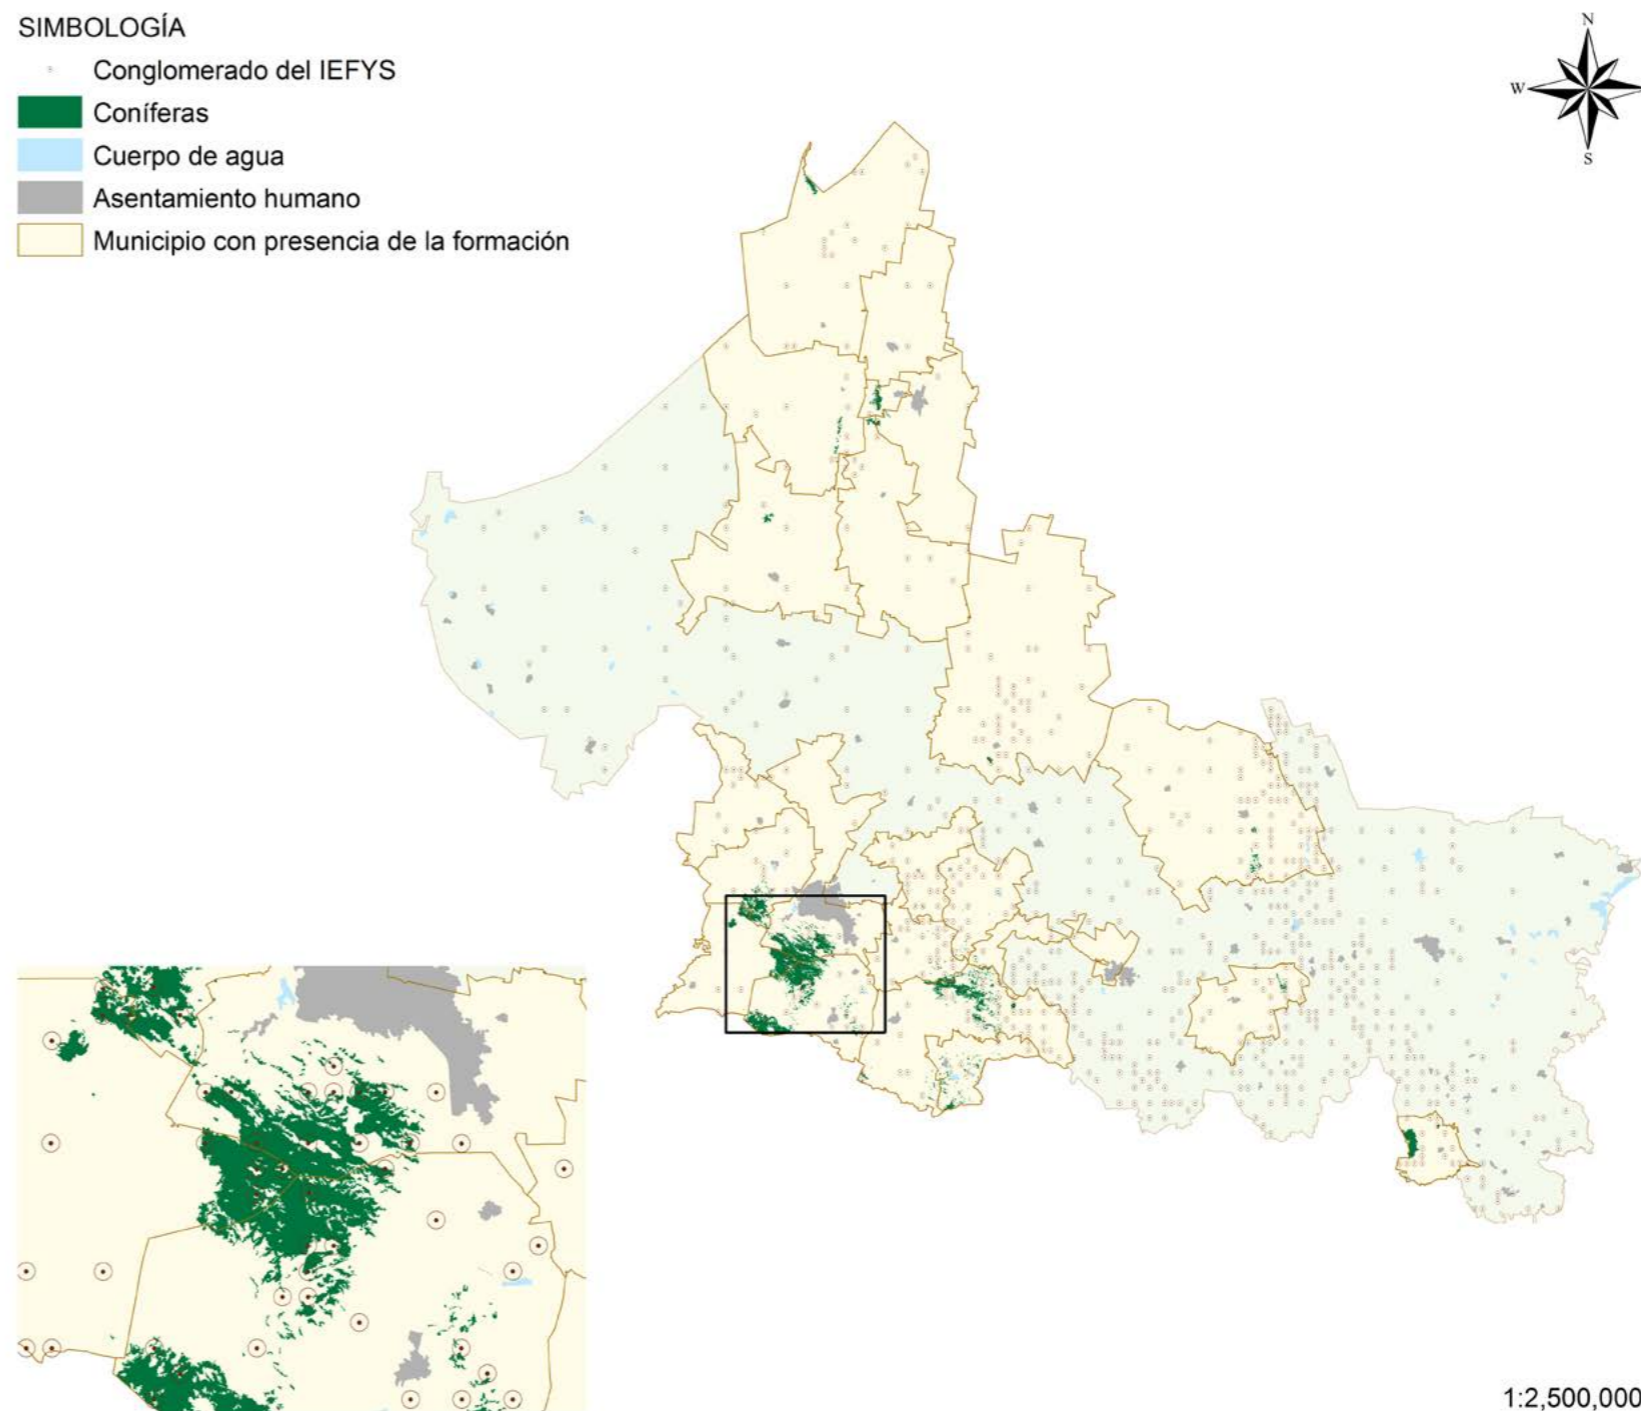 SIMBOLOGÍA
Conglomerado del IEFYS
Coníferas
Cuerpo de agua
Asentamiento humano
Municipio con presencia de la formación
N
W
S
1:2,500,000